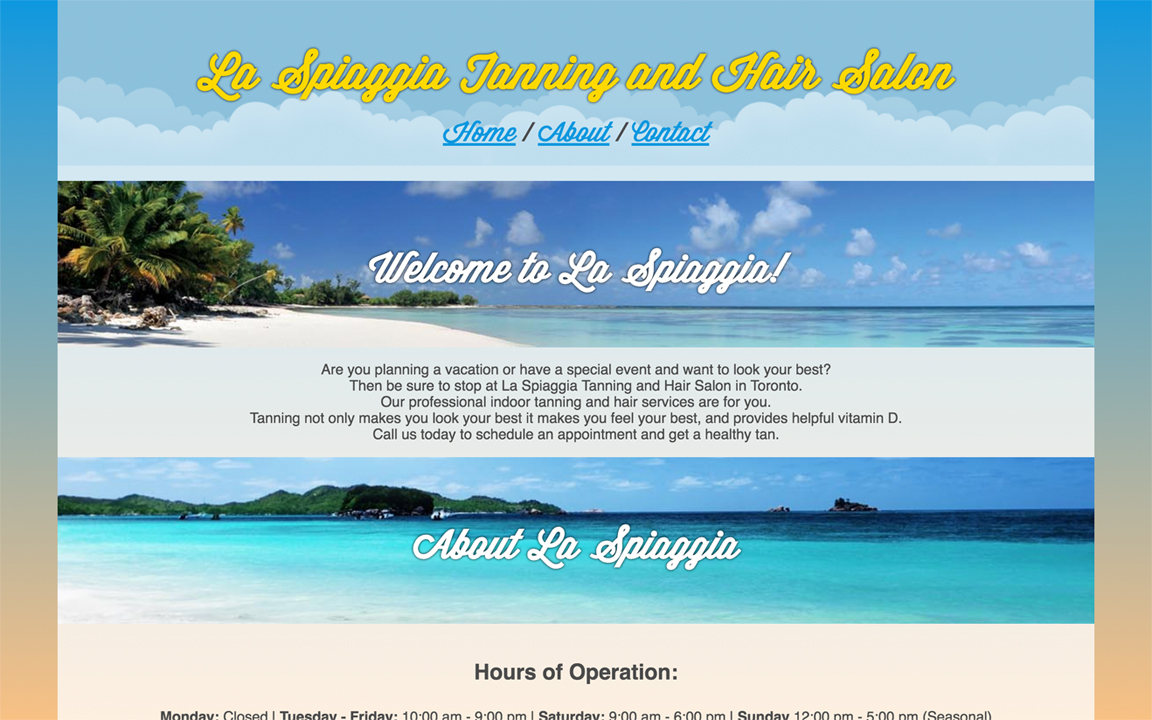 La Spiaggia Tanning and Hair Salon
Home / About / Contact
Welcome to La Spiaggia!
Are you planning a vacation or have a special event and want to look your best?
Then be sure to stop at La Spiaggia Tanning and Hair Salon in Toronto.
Our professional indoor tanning and hair services are for you.
Tanning not only makes you look your best it makes you feel your best, and provides helpful vitamin D.
Call us today to schedule an appointment and get a healthy tan.
About La Spiaggia
Hours of Operation:
Monday: Closed | Tuesday - Friday: 10:00 am - 9:00 pm | Saturday: 9:00 am - 6:00 pm | Sunday 12:00 pm - 5:00 pm (Seasonal)